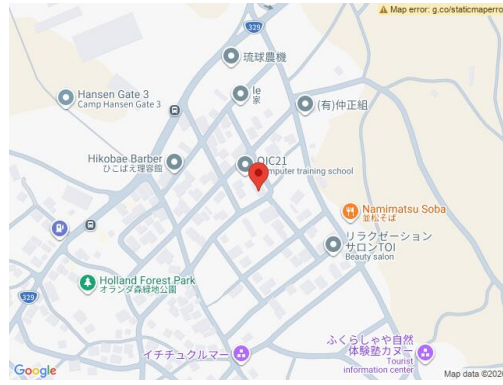 Map error: g.co/staticmaperro
329
琉球農機
Hansen Gate 3
Camp Hansen Gate 3
le
家
(有)仲正組
Hikobae Barber
ひこばえ理容館
OIC21
mputer training school
Namimatsu Soba
並松そば
リラクゼーション
サロンTOI
Beauty salon
Holland Forest Park
オランダ森緑地公園
329
イチチュクルマー
ふくらしゃや自然
体験塾カヌー
Tourist
information center
Google
Map data ©2026